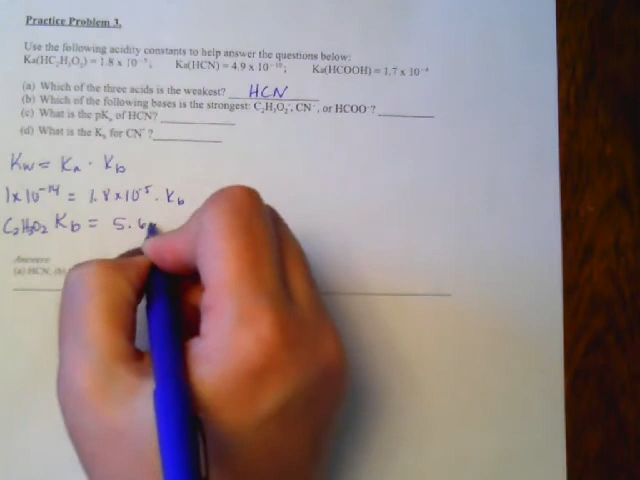 Practice Problem 3.
Use the following acidity constants to help answer the questions below:
Ka(HC₂H₃O₂) = 1.8 x 10⁻⁵; Ka(HCN) = 4.9 x 10⁻¹⁰; Ka(HCOOH) = 1.7 x 10⁻⁴
(a) Which of the three acids is the weakest? HCN
(b) Which of the following bases is the strongest: C₂H₃O₂⁻, CN⁻, or HCOO⁻?
(c) What is the pKₐ of HCN?
(d) What is the K_b for CN⁻?
Kw = Ka · Kb
1x10⁻¹⁴ = 1.8x10⁻⁵ · Kb
C₂H₃O₂ Kb = 5.6
Answers
(a) HCN; (b)